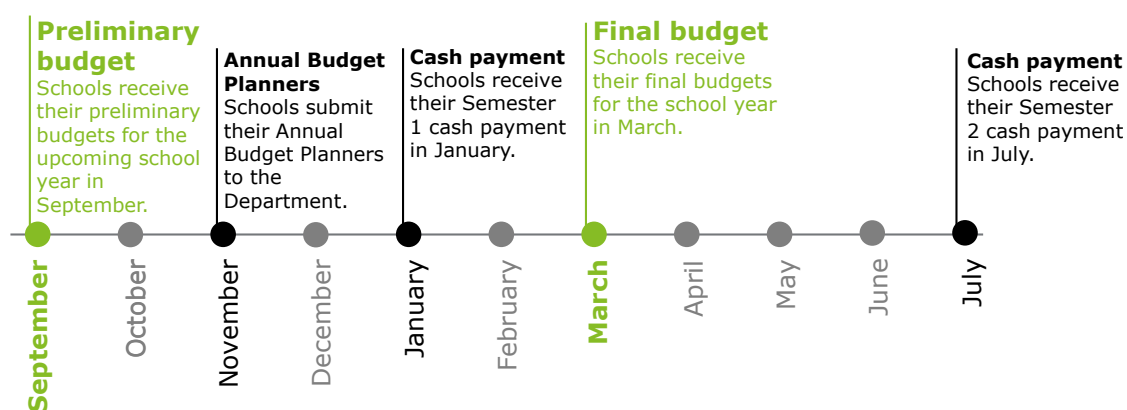 Preliminary
budget
Schools receive
their preliminary
budgets for the
upcoming school
year in
September.
Annual Budget
Planners
Schools submit
their Annual
Budget Planners
to the
Department.
Cash payment
Schools receive
their Semester
1 cash payment
in January.
Final budget
Schools receive
their final budgets
for the school year
in March.
Cash payment
Schools receive
their Semester
2 cash payment
in July.
September
October
November
December
January
February
March
April
May
June
July